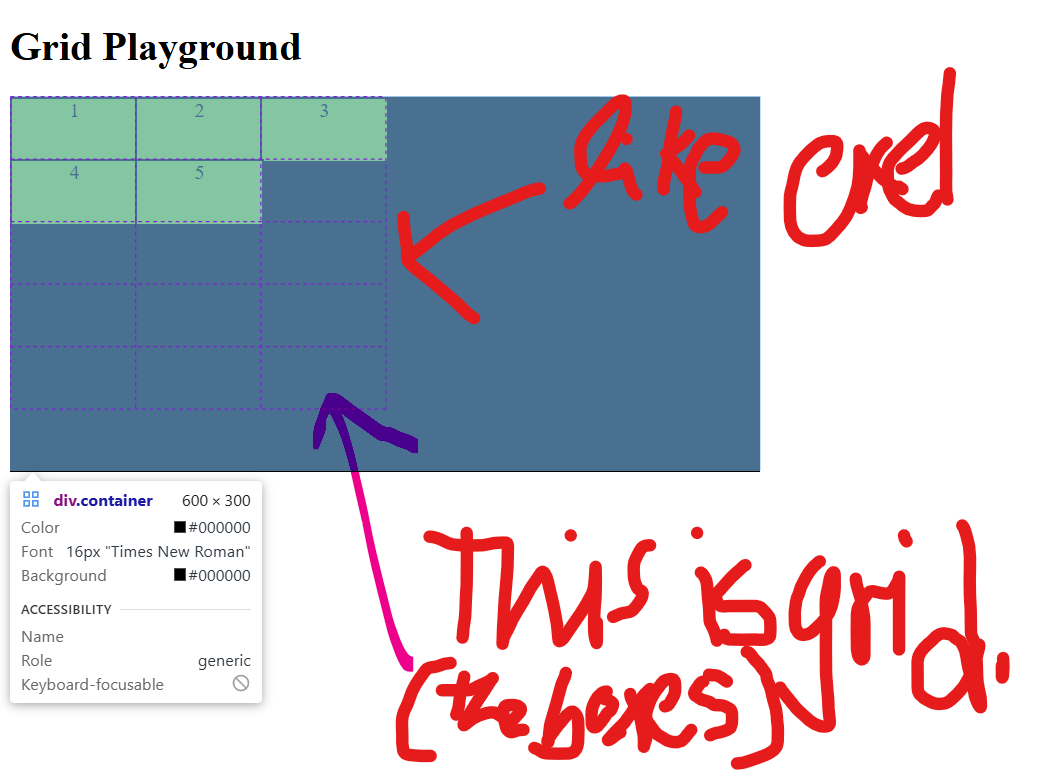 Grid Playground
1 2 3
4 5
like
This is grid.
(the boxes)
div.container 600 × 300
Color #000000
Font 16px "Times New Roman"
Background #000000
ACCESSIBILITY
Name
Role generic
Keyboard-focusable